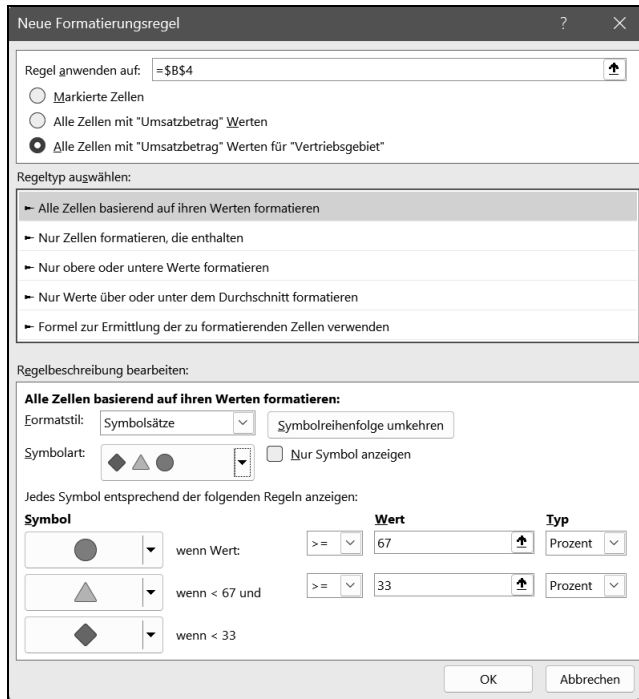 Neue Formatierungsregel ? ×
Regel anwenden auf: =$B$4
Markierte Zellen
Alle Zellen mit "Umsatzbetrag" Werten
Alle Zellen mit "Umsatzbetrag" Werten für "Vertriebsgebiet"
Regeltyp auswählen:
► Alle Zellen basierend auf ihren Werten formatieren
► Nur Zellen formatieren, die enthalten
► Nur obere oder untere Werte formatieren
► Nur Werte über oder unter dem Durchschnitt formatieren
► Formel zur Ermittlung der zu formatierenden Zellen verwenden
Regelbeschreibung bearbeiten:
Alle Zellen basierend auf ihren Werten formatieren:
Formatstil: Symbolsätze Symbolreihenfolge umkehren
Symbolart: Nur Symbol anzeigen
Jedes Symbol entsprechend der folgenden Regeln anzeigen:
Symbol Wert Typ
wenn Wert: >= 67 Prozent
wenn < 67 und >= 33 Prozent
wenn < 33
OK Abbrechen